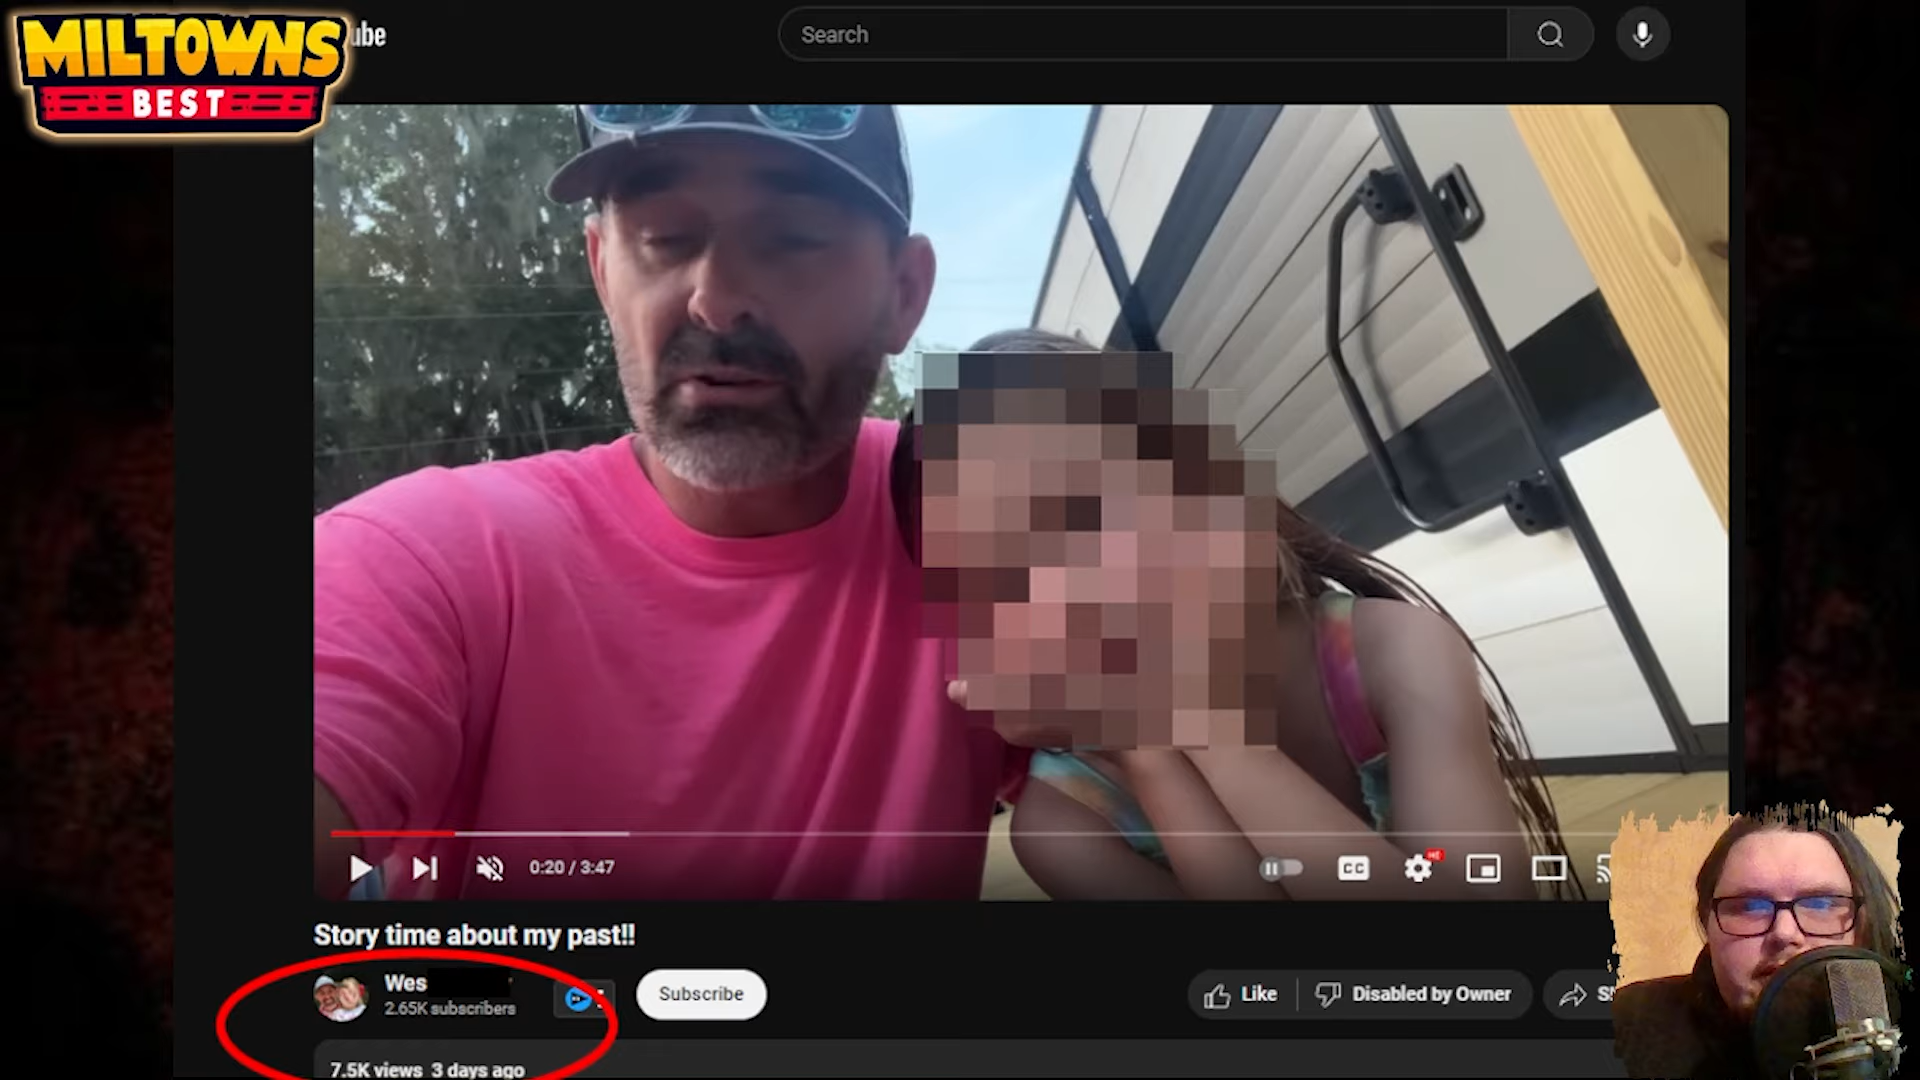 MILTOWNS
BEST
ube
Search
0:20 / 3:47
CC
Story time about my past!!
Wes
2.65K subscribers
Subscribe
Like
Disabled by Owner
7.5K views 3 days ago